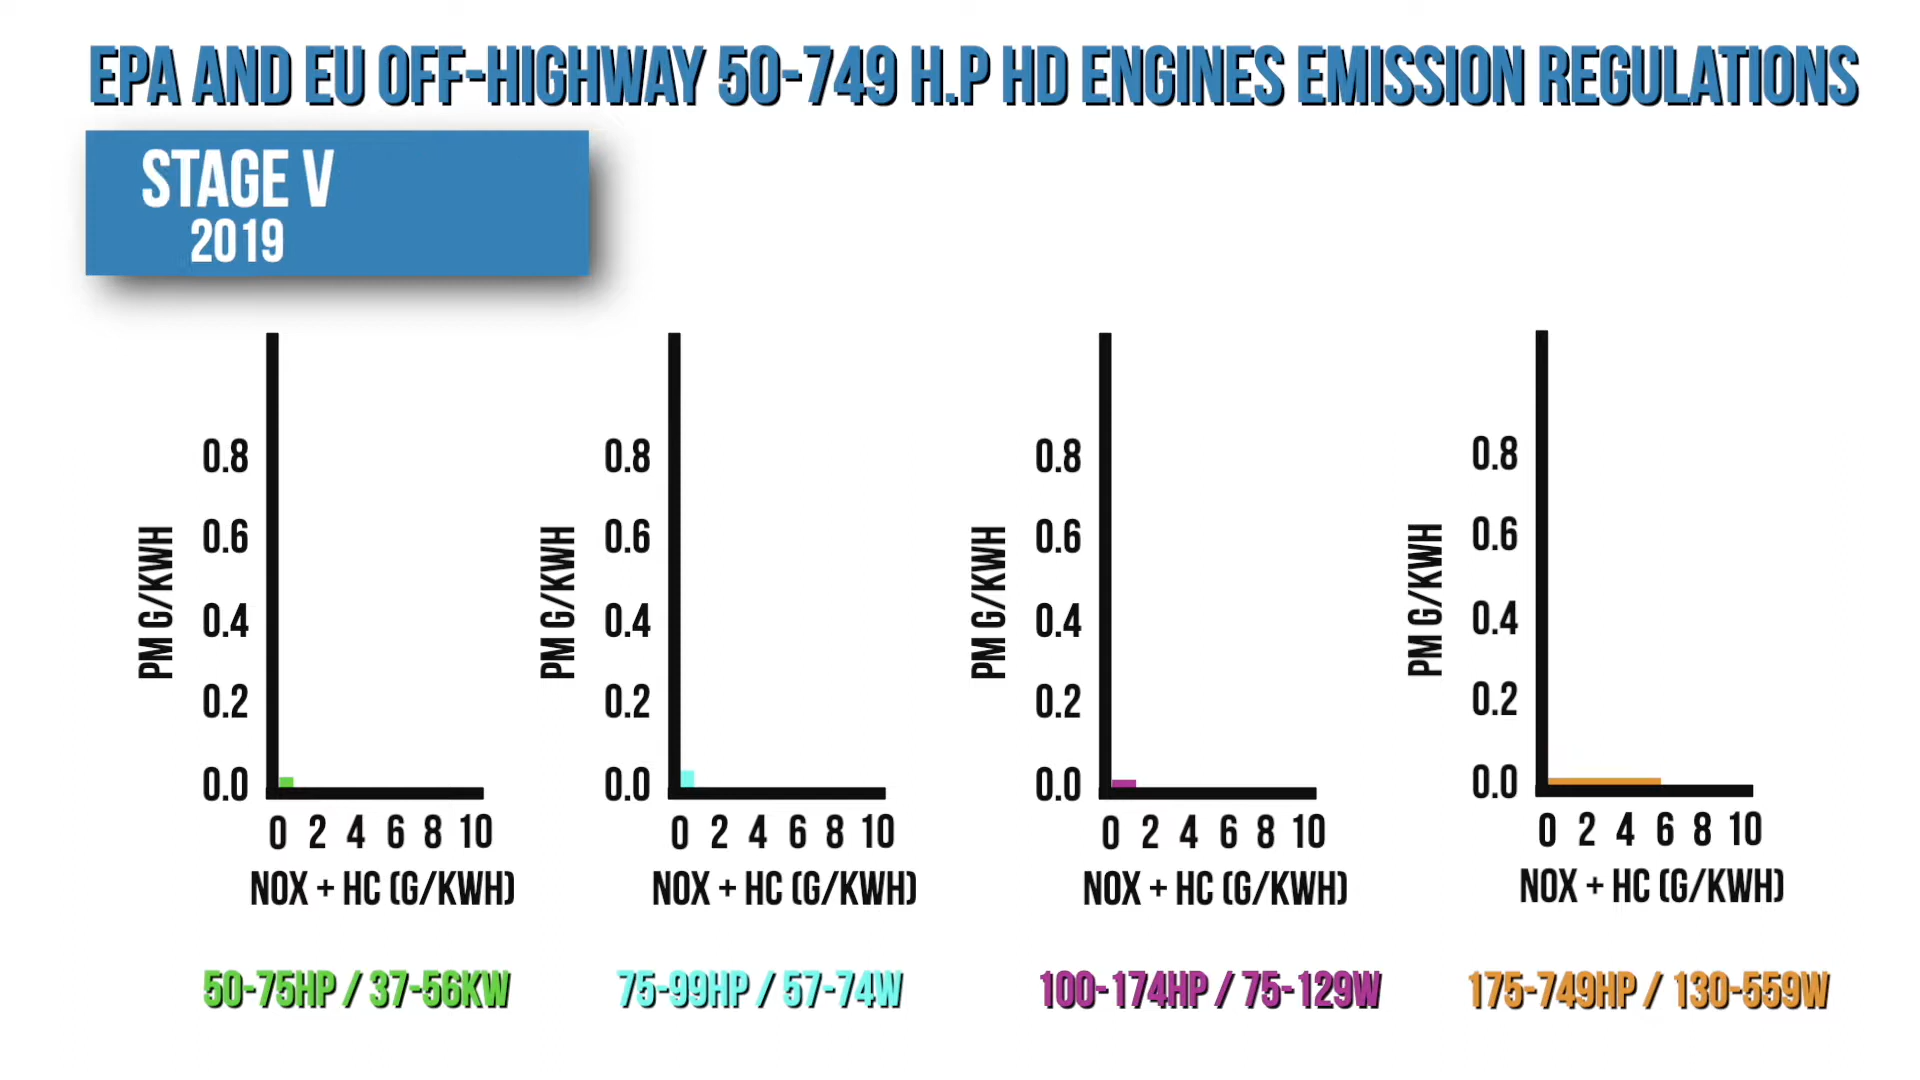 EPA AND EU OFF-HIGHWAY 50-749 H.P HD ENGINES EMISSION REGULATIONS
STAGE V
2019
PM G/KWH
0.8
0.6
0.4
0.2
0.0
0 2 4 6 8 10
NOX + HC (G/KWH)
50-75HP / 37-56KW
PM G/KWH
0.8
0.6
0.4
0.2
0.0
0 2 4 6 8 10
NOX + HC (G/KWH)
75-99HP / 57-74W
PM G/KWH
0.8
0.6
0.4
0.2
0.0
0 2 4 6 8 10
NOX + HC (G/KWH)
100-174HP / 75-129W
PM G/KWH
0.8
0.6
0.4
0.2
0.0
0 2 4 6 8 10
NOX + HC (G/KWH)
175-749HP / 130-559W